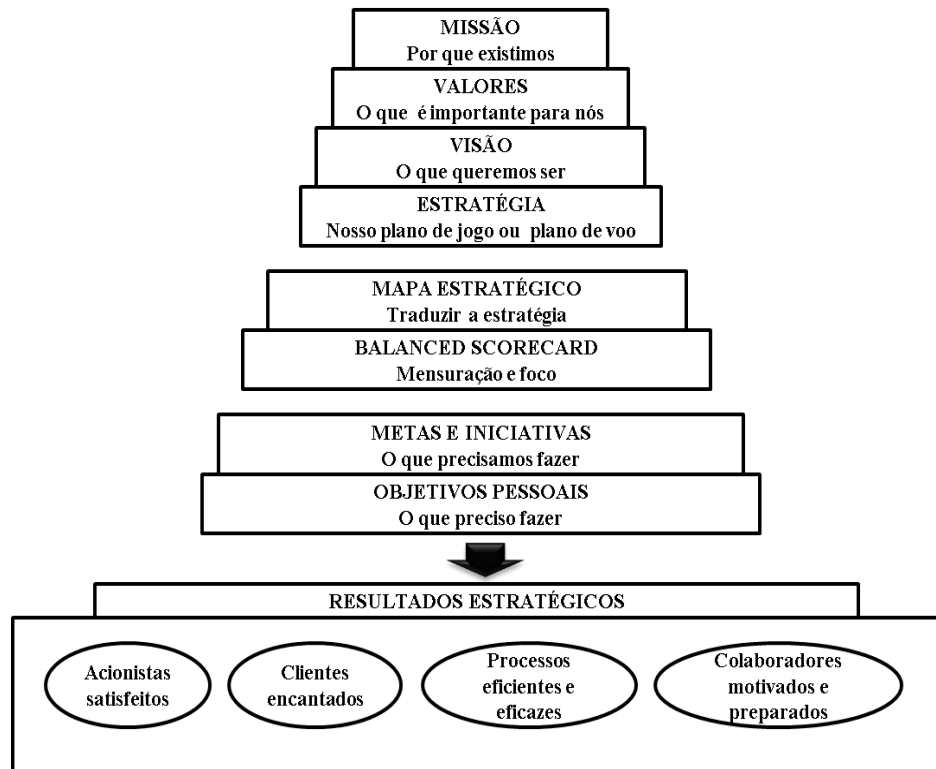 MISSÃO
Por que existimos
VALORES
O que é importante para nós
VISÃO
O que queremos ser
ESTRATÉGIA
Nosso plano de jogo ou plano de voo
MAPA ESTRATÉGICO
Traduzir a estratégia
BALANCED SCORECARD
Mensuração e foco
METAS E INICIATIVAS
O que precisamos fazer
OBJETIVOS PESSOAIS
O que preciso fazer
RESULTADOS ESTRATÉGICOS
Acionistas
satisfeitos
Clientes
encantados
Processos
eficientes e
eficazes
Colaboradores
motivados e
preparados